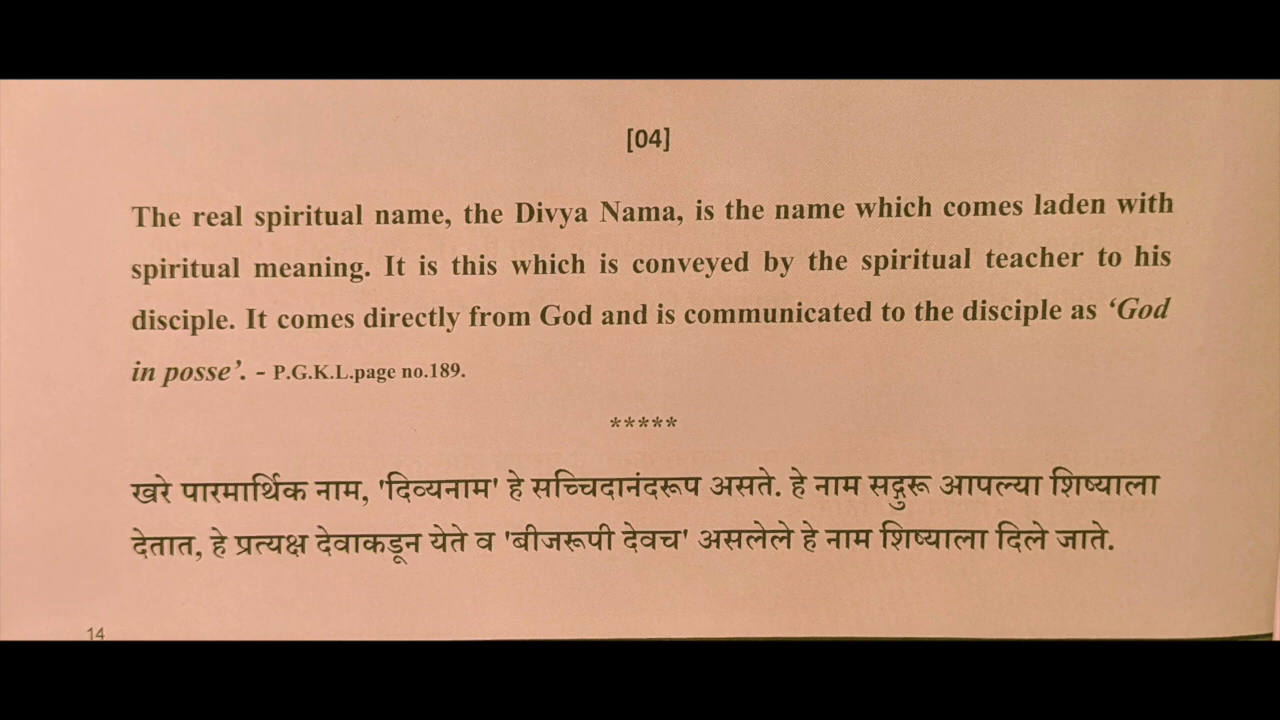 [04]
The real spiritual name, the Divya Nama, is the name which comes laden with
spiritual meaning. It is this which is conveyed by the spiritual teacher to his
disciple. It comes directly from God and is communicated to the disciple as ‘God
in posse’. - P.G.K.L.page no.189.
*****
खरे पारमार्थिक नाम, 'दिव्यनाम' हे सच्चिदानंदरूप असते. हे नाम सद्गुरू आपल्या शिष्याला
देतात, हे प्रत्यक्ष देवाकडून येते व 'बीजरूपी देवच' असलेले हे नाम शिष्याला दिले जाते.
14